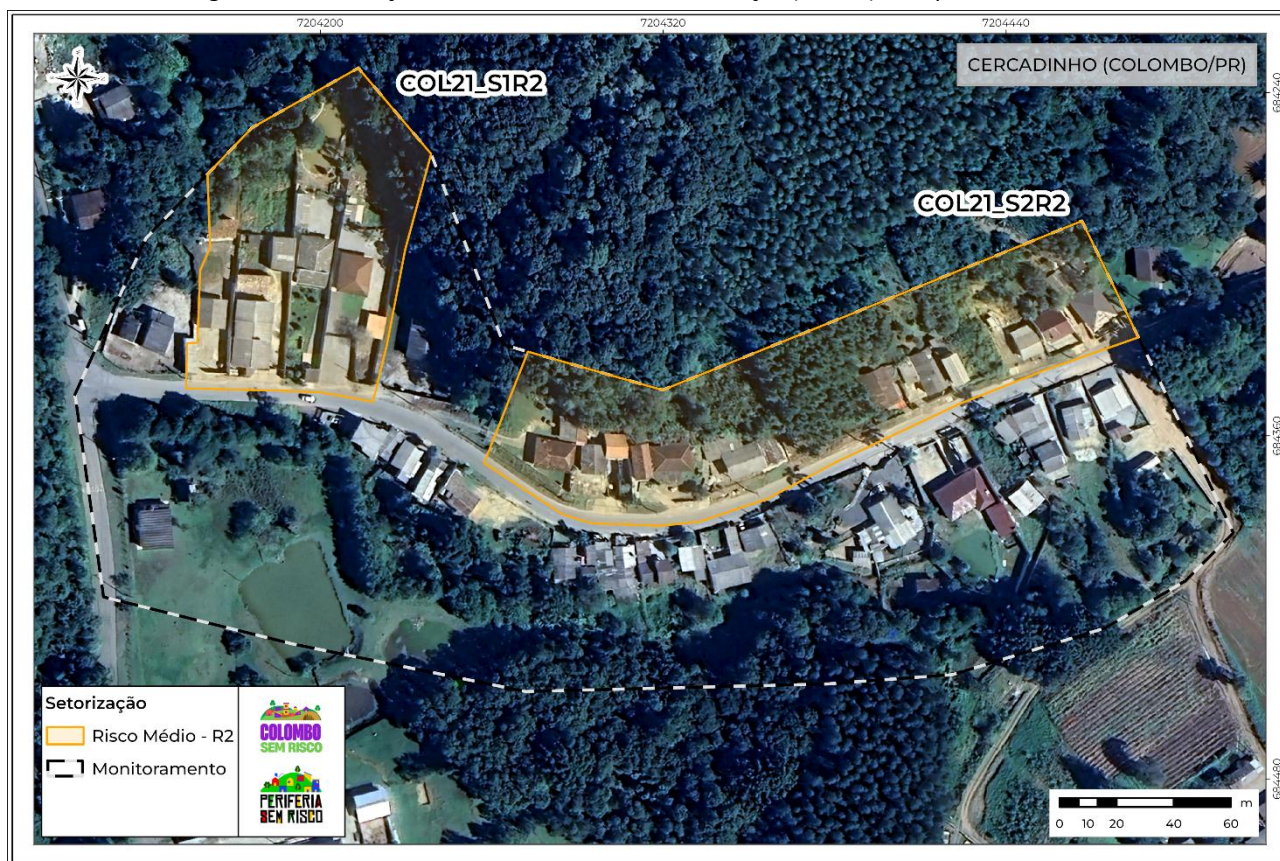 7204200
7204320
7204440
CERCADINHO (COLOMBO/PR)
684240
COL21_S1R2
COL21_S2R2
684360
684480
Setorização
Risco Médio - R2
Monitoramento
COLOMBO
SEM RISCO
PERIFERIA
SEM RISCO
m
0 10 20 40 60